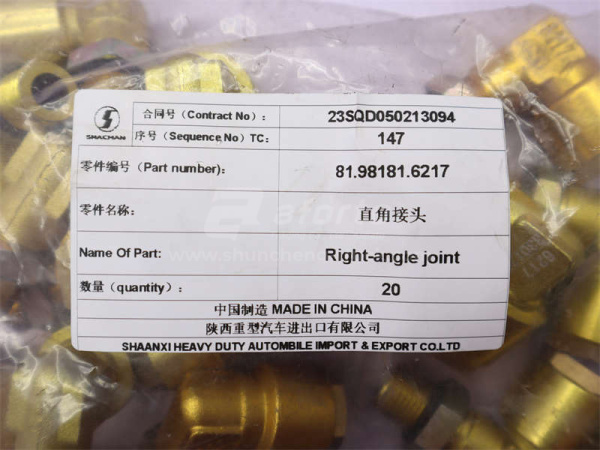 SHACMAN
合同号（Contract No）： 23SQD050213094
序号（Sequence No）TC： 147
零件编号（Part number): 81.98181.6217
零件名称： 直角接头
Name Of Part: Right-angle joint
数量（quantity）： 20
中国制造 MADE IN CHINA
陕西重型汽车进出口有限公司
SHAANXI HEAVY DUTY AUTOMBILE IMPORT & EXPORT CO.LTD
6217